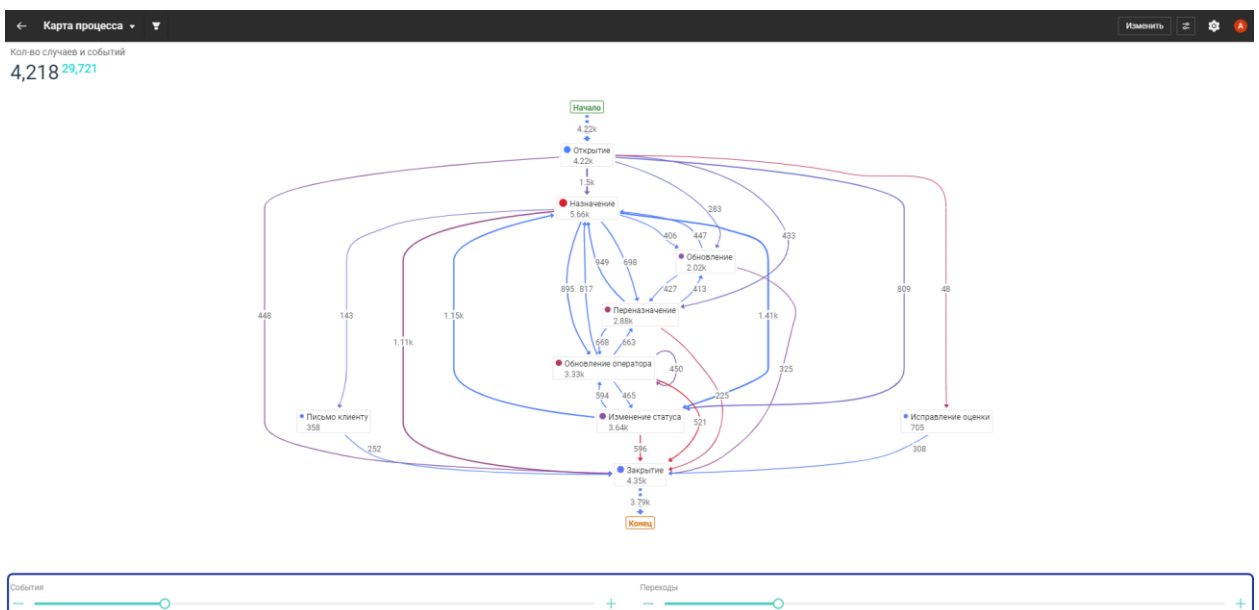 Карта процесса
Изменить
А
Кол-во случаев и событий
4,218 29,721
Начало
4.22k
Открытие
4.22k
1.5k
Назначение
5.66k
283
406 447 433
Обновление
2.02k
949 698
895 817 427 413 809 48
Переназначение
2.88k
448 143 1.15k 1.41k
1.11k 668 663
Обновление оператора
3.33k
450 325
594 465 225
Письмо клиенту
358
Изменение статуса
3.64k
521
Исправление оценки
705
252 596 308
Закрытие
4.35k
3.79k
Конец
События
Переходы